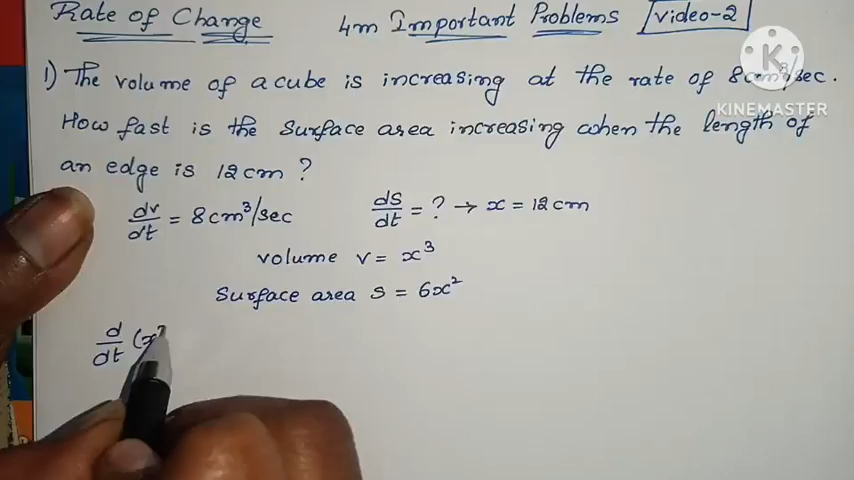 Rate of Change 4m Important Problems video-2
1) The volume of a cube is increasing at the rate of 8cm³/sec.
KINEMASTER
How fast is the surface area increasing when the length of
an edge is 12cm?
dv/dt = 8cm³/sec ds/dt = ? → x = 12cm
volume v = x³
Surface area s = 6x²
d/dt (x